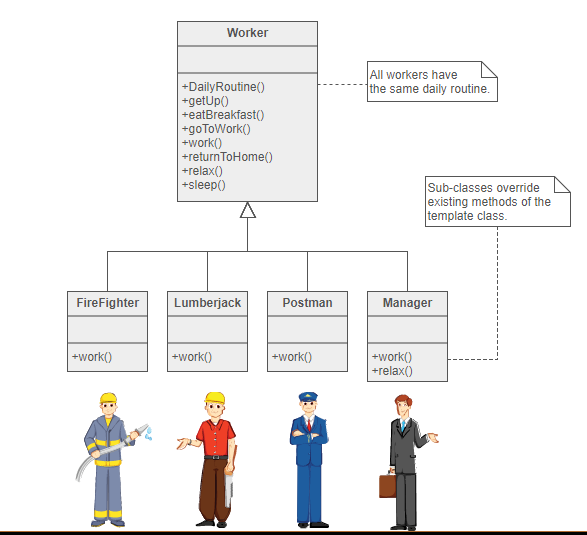 Worker
+DailyRoutine()
+getUp()
+eatBreakfast()
+goToWork()
+work()
+returnToHome()
+relax()
+sleep()
All workers have
the same daily routine.
Sub-classes override
existing methods of the
template class.
FireFighter
+work()
Lumberjack
+work()
Postman
+work()
Manager
+work()
+relax()